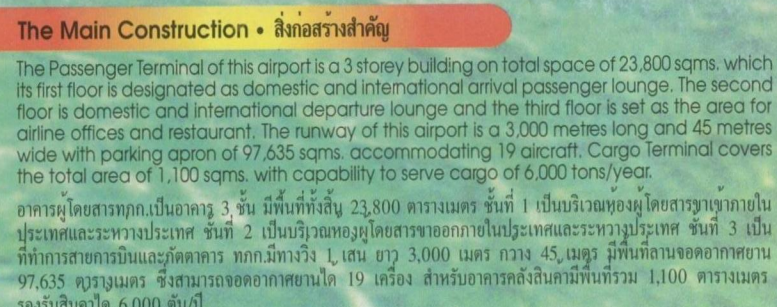 The Main Construction • สิ่งก่อสร้างสำคัญ
The Passenger Terminal of this airport is a 3 storey building on total space of 23,800 sqms. which
its first floor is designated as domestic and international arrival passenger lounge. The second
floor is domestic and international departure lounge and the third floor is set as the area for
airline offices and restaurant. The runway of this airport is a 3,000 metres long and 45 metres
wide with parking apron of 97,635 sqms. accommodating 19 aircraft. Cargo Terminal covers
the total area of 1,100 sqms. with capability to serve cargo of 6,000 tons/year.
อาคารผู้โดยสารทภก.เป็นอาคาร 3 ชั้น มีพื้นที่ทั้งสิ้น 23,800 ตารางเมตร ชั้นที่ 1 เป็นบริเวณห้องผู้โดยสารขาเข้าภายใน
ประเทศและระหว่างประเทศ ชั้นที่ 2 เป็นบริเวณห้องผู้โดยสารขาออกภายในประเทศและระหว่างประเทศ ชั้นที่ 3 เป็น
ที่ทำการสายการบินและภัตตาคาร ทภก.มีทางวิ่ง 1 เส้น ยาว 3,000 เมตร กว้าง 45 เมตร มีพื้นที่ลานจอดอากาศยาน
97,635 ตารางเมตร ซึ่งสามารถจอดอากาศยานได้ 19 เครื่อง สำหรับอาคารคลังสินค้ามีพื้นที่รวม 1,100 ตารางเมตร
รองรับสินค้าได้ 6,000 ตัน/ปี